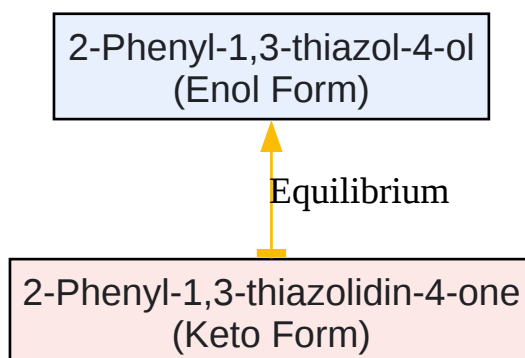 2-Phenyl-1,3-thiazol-4-ol
(Enol Form)
Equilibrium
2-Phenyl-1,3-thiazolidin-4-one
(Keto Form)